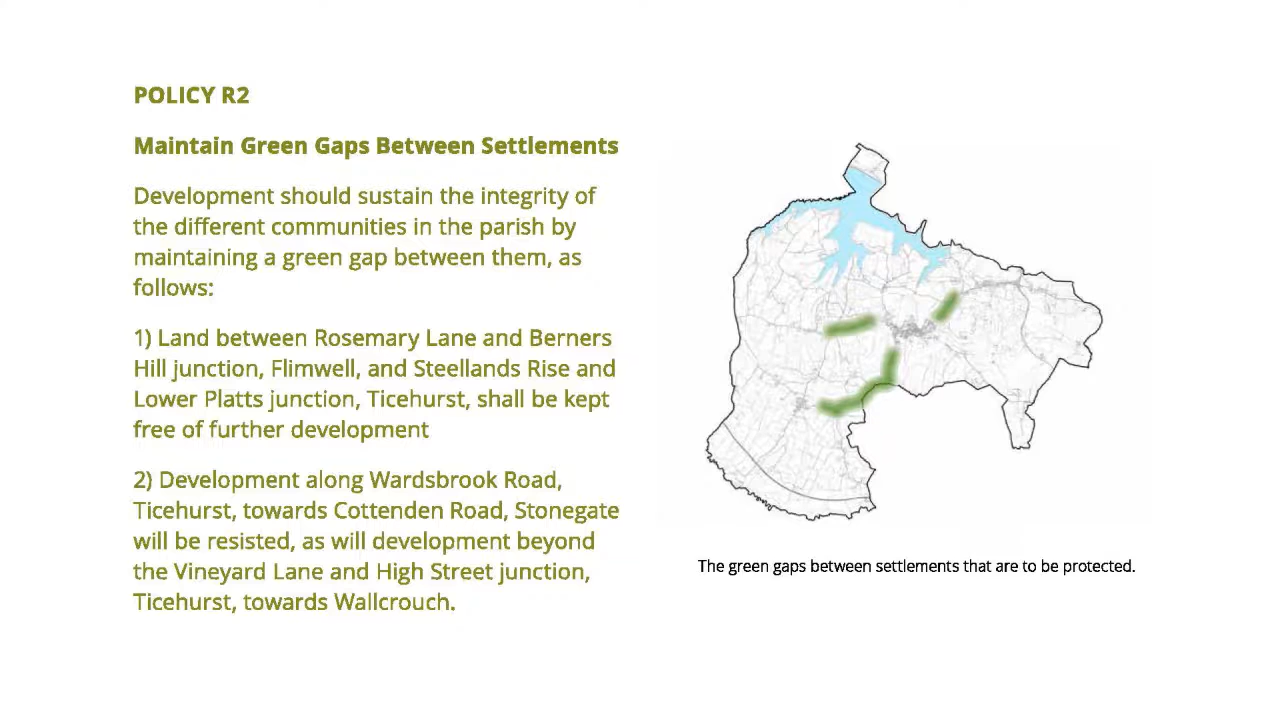 POLICY R2
Maintain Green Gaps Between Settlements
Development should sustain the integrity of
the different communities in the parish by
maintaining a green gap between them, as
follows:
1) Land between Rosemary Lane and Berners
Hill junction, Flimwell, and Steellands Rise and
Lower Platts junction, Ticehurst, shall be kept
free of further development
2) Development along Wardsbrook Road,
Ticehurst, towards Cottenden Road, Stonegate
will be resisted, as will development beyond
the Vineyard Lane and High Street junction,
Ticehurst, towards Wallcrouch.
The green gaps between settlements that are to be protected.